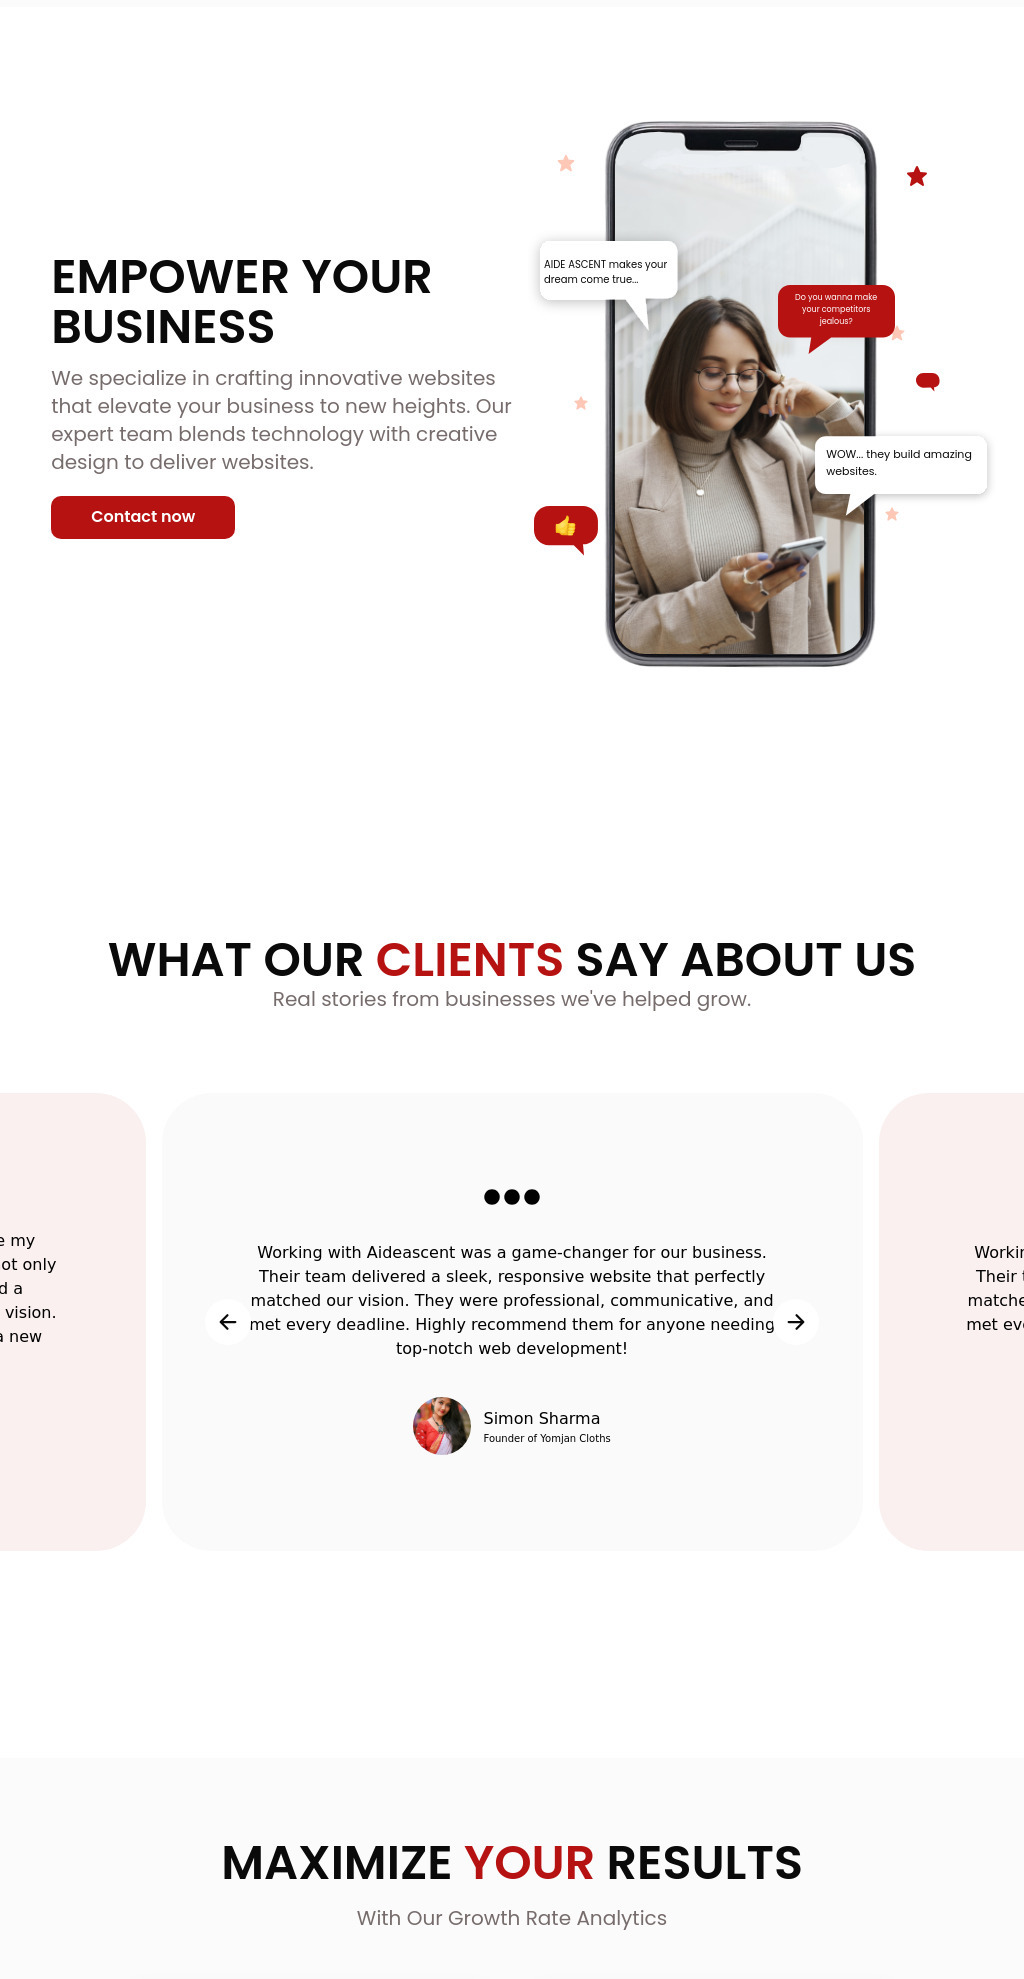 EMPOWER YOUR
BUSINESS
We specialize in crafting innovative websites
that elevate your business to new heights. Our
expert team blends technology with creative
design to deliver websites.
Contact now
AIDE ASCENT makes your
dream come true...
Do you wanna make
your competitors
jealous?
WOW... they build amazing
websites.
WHAT OUR CLIENTS SAY ABOUT US
Real stories from businesses we've helped grow.
my
only
d a
vision.
a new
Working with Aideascent was a game-changer for our business.
Their team delivered a sleek, responsive website that perfectly
matched our vision. They were professional, communicative, and
met every deadline. Highly recommend them for anyone needing
top-notch web development!
Simon Sharma
Founder of Yomjan Cloths
Workin
Their
matche
met ev
MAXIMIZE YOUR RESULTS
With Our Growth Rate Analytics